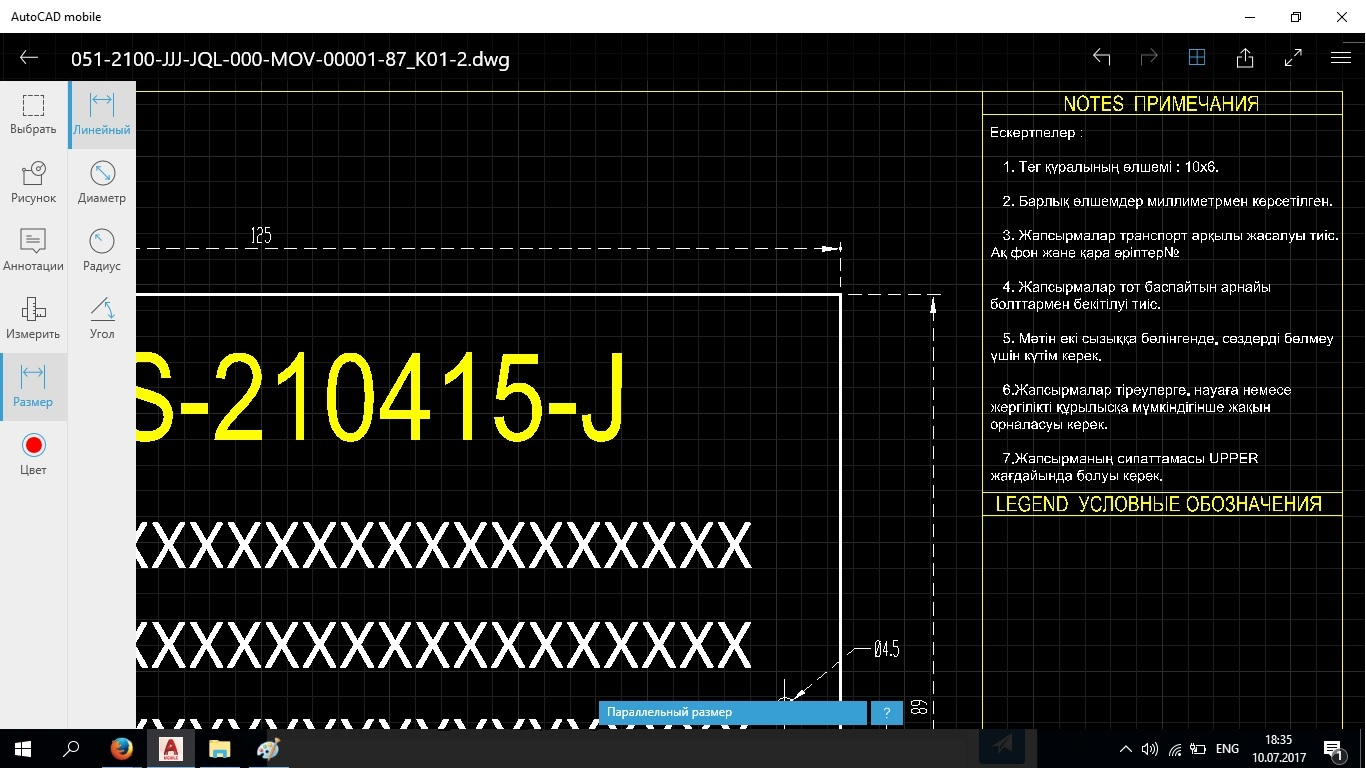 AutoCAD mobile
051-2100-JJJ-JQL-000-MOV-00001-87_K01-2.dwg
Выбрать
Рисунок
Аннотации
Измерить
Размер
Цвет
Линейный
Диаметр
Радиус
Угол
125
S-210415-J
XXXXXXXXXXXXXXXX
XXXXXXXXXXXXXXXX
Ø4.5
89
NOTES ПРИМЕЧАНИЯ
Ескертпелер :
1. Тег құралының өлшемі : 10x6.
2. Барлық өлшемдер миллиметрмен көрсетілген.
3. Жапсырмалар транспорт арқылы жасалуы тиіс.
Ақ фон және қара әріптер№
4. Жапсырмалар тот баспайтын арнайы
болттармен бекітілуі тиіс.
5. Мәтін екі сызыққа бөлінгенде, сөздерді бөлмеу
үшін күтім керек.
6.Жапсырмалар тіреулерге, науаға немесе
жергілікті құрылысқа мүмкіндігінше жақын
орналасуы керек.
7.Жапсырманың сипаттамасы UPPER
жағдайында болуы керек.
LEGEND УСЛОВНЫЕ ОБОЗНАЧЕНИЯ
Параллельный размер
?
ENG
18:35
10.07.2017
1